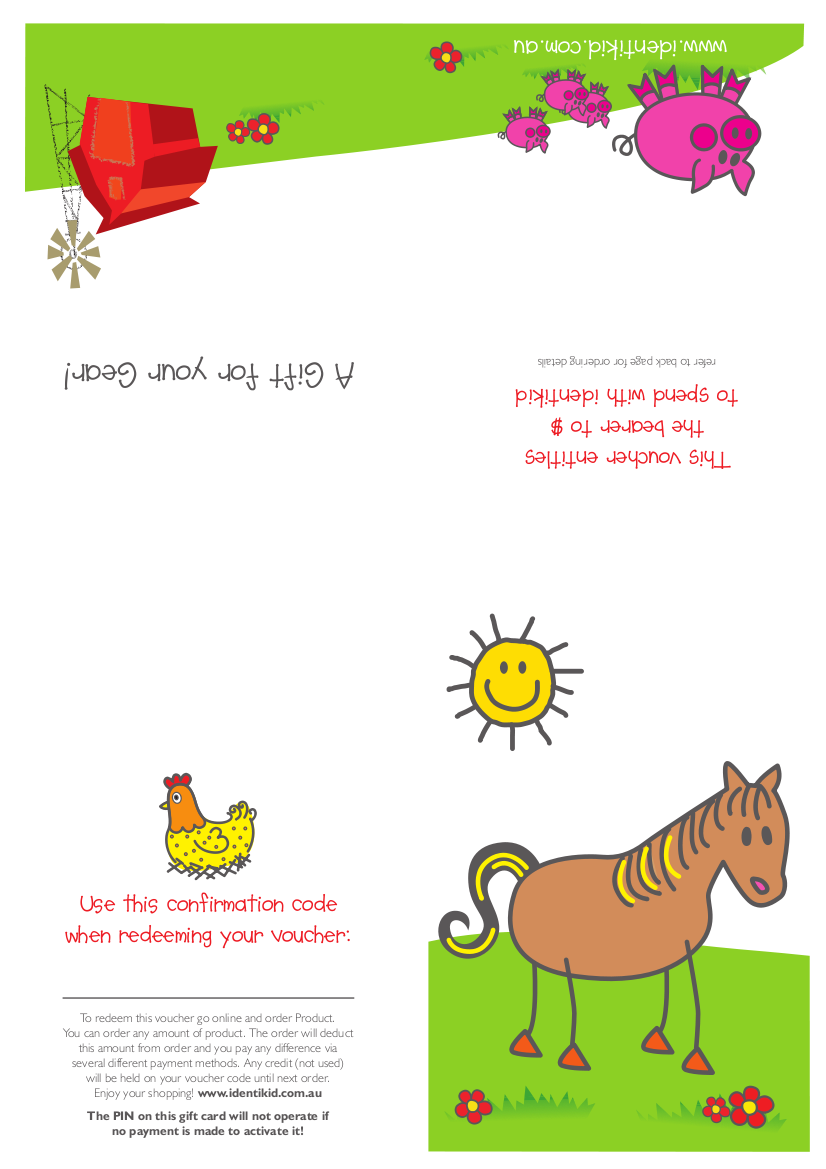 www.identikid.com.au
A Gift for your Gear!
This voucher entitles
the bearer to $
to spend with identikid
refer to back page for ordering details
Use this confirmation code
when redeeming your voucher:
To redeem this voucher go online and order Product.
You can order any amount of product. The order will deduct
this amount from order and you pay any difference via
several different payment methods. Any credit (not used)
will be held on your voucher code until next order.
Enjoy your shopping! www.identikid.com.au
The PIN on this gift card will not operate if
no payment is made to activate it!